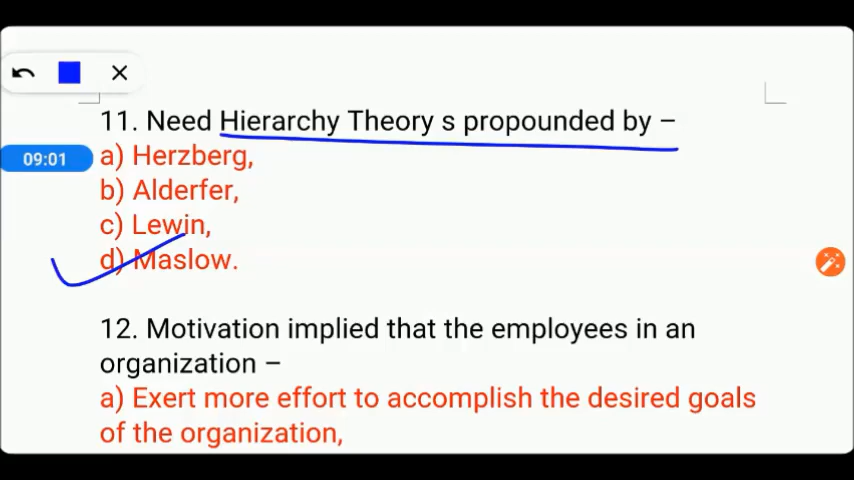 11. Need Hierarchy Theory s propounded by –
09:01
a) Herzberg,
b) Alderfer,
c) Lewin,
d) Maslow.
12. Motivation implied that the employees in an
organization –
a) Exert more effort to accomplish the desired goals
of the organization,